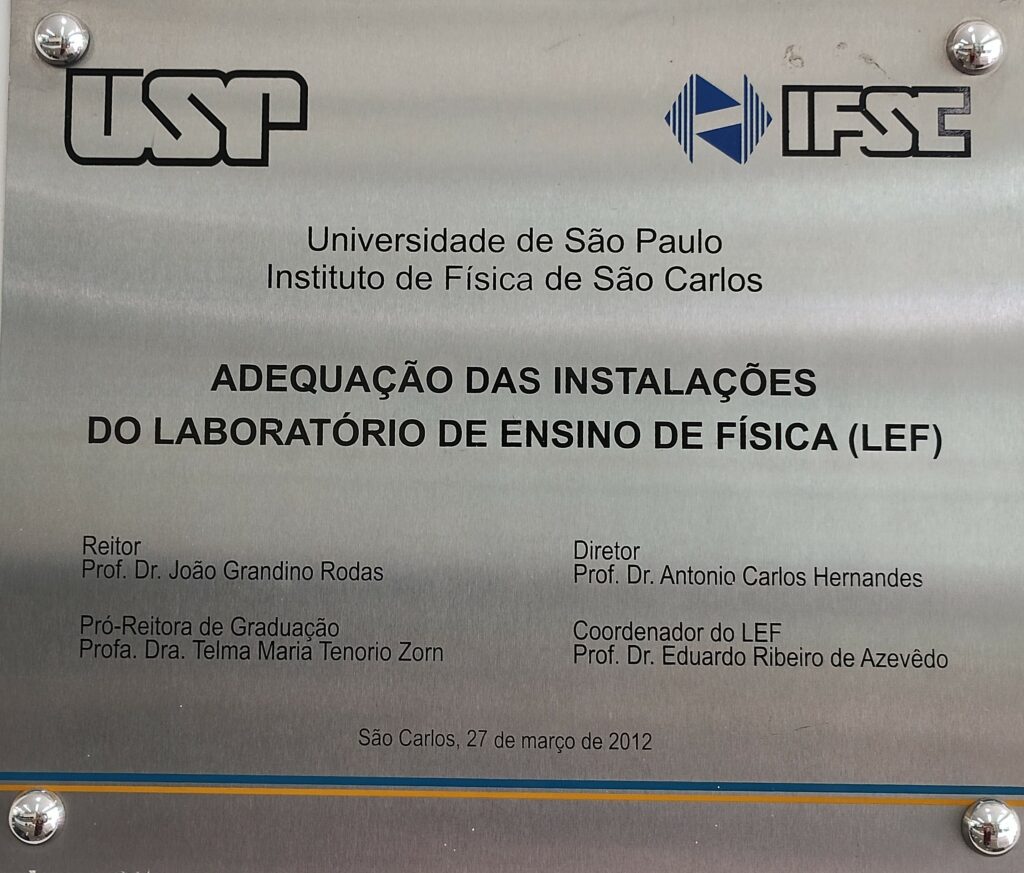 USP
IFSC
Universidade de São Paulo
Instituto de Física de São Carlos
ADEQUAÇÃO DAS INSTALAÇÕES
DO LABORATÓRIO DE ENSINO DE FÍSICA (LEF)
Reitor
Prof. Dr. João Grandino Rodas
Pró-Reitora de Graduação
Profa. Dra. Telma Maria Tenorio Zorn
Diretor
Prof. Dr. Antonio Carlos Hernandes
Coordenador do LEF
Prof. Dr. Eduardo Ribeiro de Azevêdo
São Carlos, 27 de março de 2012